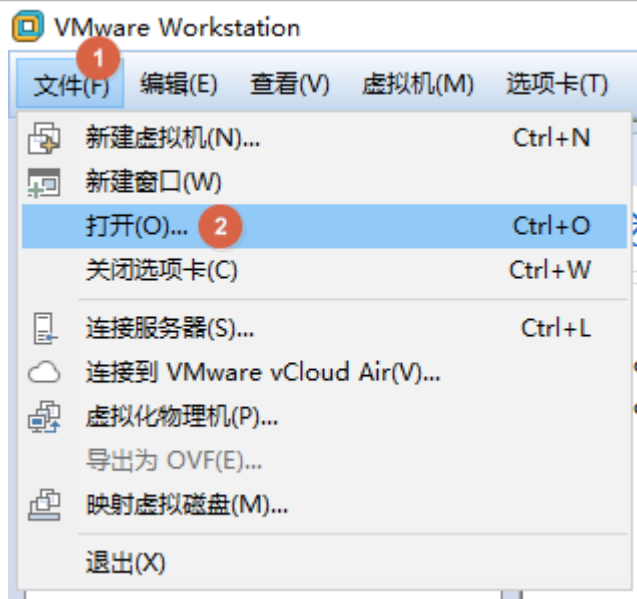 VMware Workstation
1
文件(F) 编辑(E) 查看(V) 虚拟机(M) 选项卡(T)
新建虚拟机(N)... Ctrl+N
新建窗口(W)
打开(O)... 2 Ctrl+O
关闭选项卡(C) Ctrl+W
连接服务器(S)... Ctrl+L
连接到 VMware vCloud Air(V)...
虚拟化物理机(P)...
导出为 OVF(E)...
映射虚拟磁盘(M)...
退出(X)